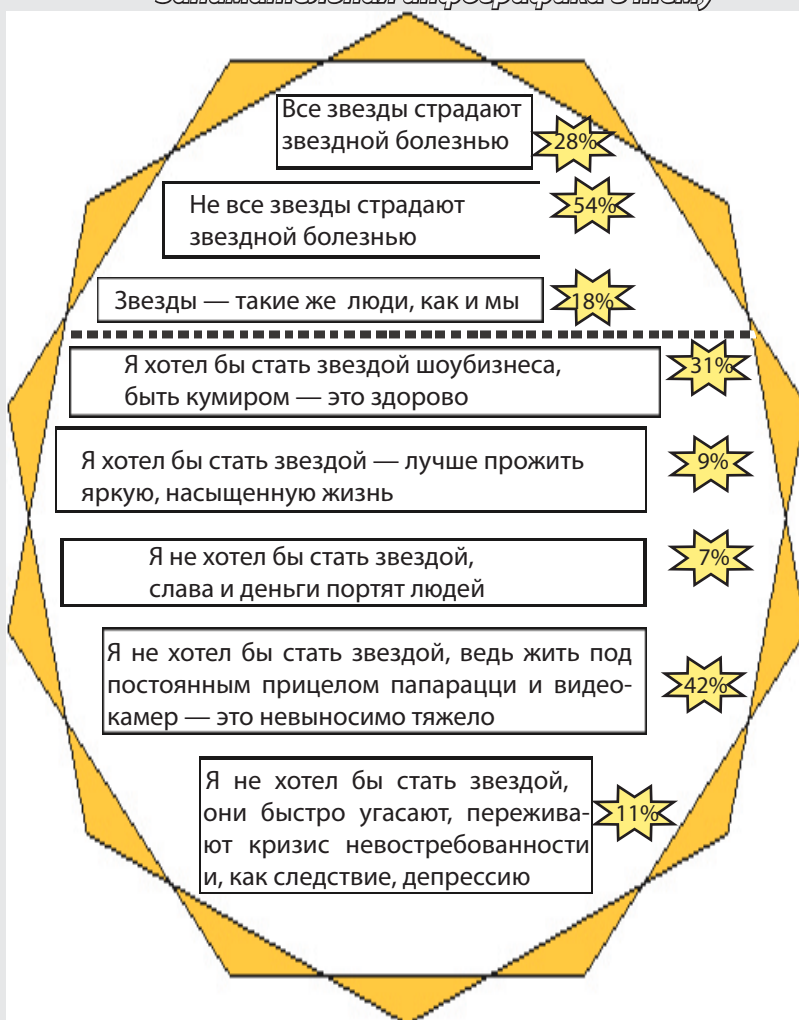 Все звезды страдают
звездной болезнью
28%
Не все звезды страдают
звездной болезнью
54%
Звезды — такие же люди, как и мы
18%
Я хотел бы стать звездой шоубизнеса,
быть кумиром — это здорово
31%
Я хотел бы стать звездой — лучше прожить
яркую, насыщенную жизнь
9%
Я не хотел бы стать звездой,
слава и деньги портят людей
7%
Я не хотел бы стать звездой, ведь жить под
постоянным прицелом папарацци и видео-
камер — это невыносимо тяжело
42%
Я не хотел бы стать звездой,
они быстро угасают, пережива-
ют кризис невостребованности
и, как следствие, депрессию
11%